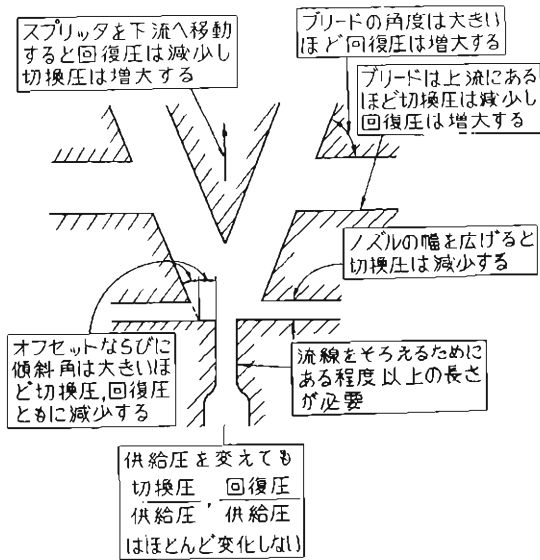 スプリッタを下流へ移動
すると回復圧は減少し
切換圧は増大する
ブリードの角度は大きい
ほど回復圧は増大する
ブリードは上流にある
ほど切換圧は減少し
回復圧は増大する
ノズルの幅を広げると
切換圧は減少する
オフセットならびに
傾斜角は大きいほ
ど切換圧,回復圧
ともに減少する
流線をそろえるために
ある程度以上の長さ
が必要
供給圧を変えても
切換圧 回復圧
供給圧 , 供給圧
はほとんど変化しない